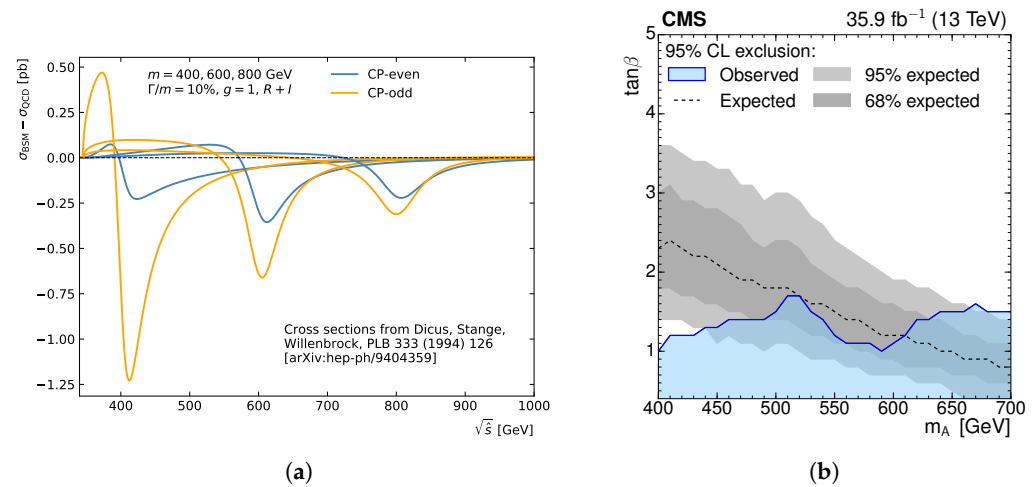 σ_BSM − σ_QCD [pb]
0.50
0.25
0.00
−0.25
−0.50
−0.75
−1.00
−1.25
m = 400, 600, 800 GeV
Γ/m = 10%, g = 1, R + I
CP-even
CP-odd
Cross sections from Dicus, Stange,
Willenbrock, PLB 333 (1994) 126
[arXiv:hep-ph/9404359]
400 500 600 700 800 900 1000
√ŝ [GeV]
(a)
CMS 35.9 fb⁻¹ (13 TeV)
tanβ
5
4
3
2
1
95% CL exclusion:
Observed 95% expected
Expected 68% expected
400 450 500 550 600 650 700
m_A [GeV]
(b)